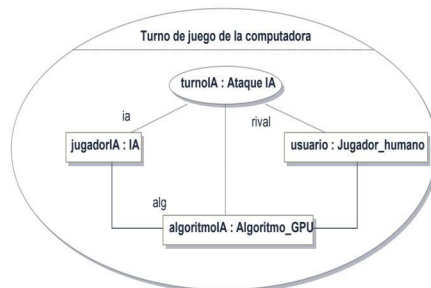 Turno de juego de la computadora
turnoIA : Ataque IA
ia
rival
jugadorIA : IA
usuario : Jugador_humano
alg
algoritmoIA : Algoritmo_GPU